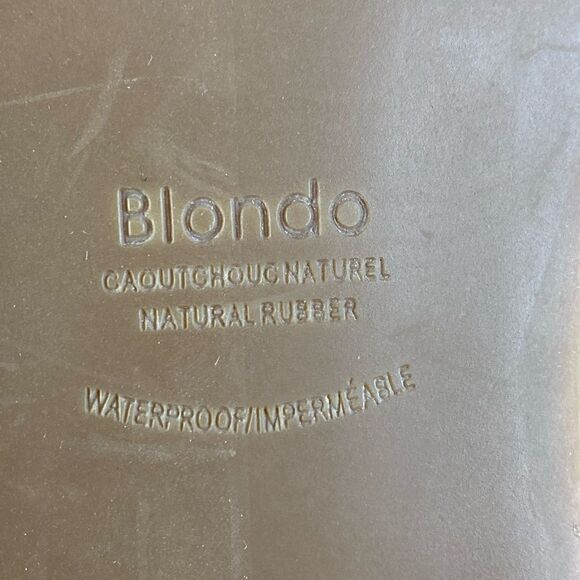 Blondo
CAOUTCHOUC NATUREL
NATURAL RUBBER
WATERPROOF/IMPERMÉABLE